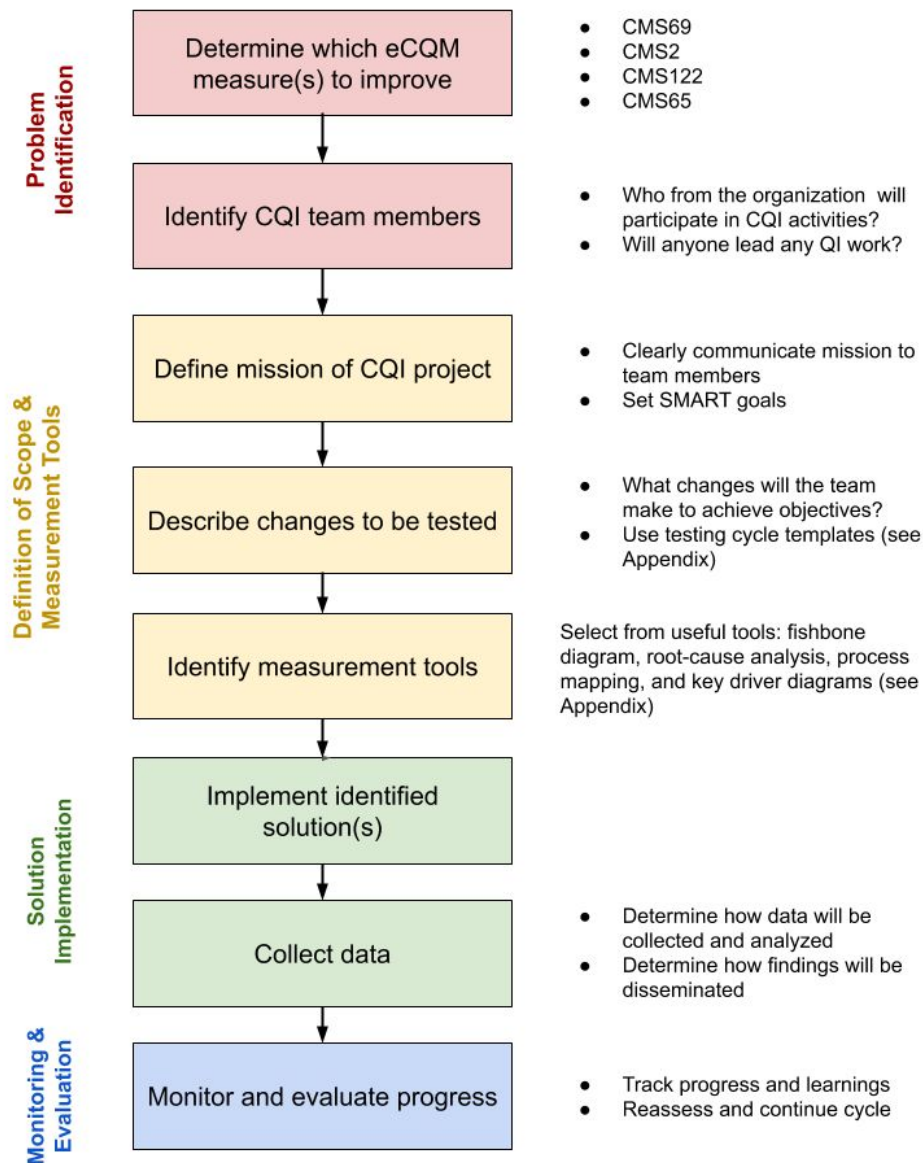 Problem
Identification
Determine which eCQM
measure(s) to improve
● CMS69
● CMS2
● CMS122
● CMS65
Identify CQI team members
● Who from the organization will
participate in CQI activities?
● Will anyone lead any QI work?
Definition of Scope &
Measurement Tools
Define mission of CQI project
● Clearly communicate mission to
team members
● Set SMART goals
Describe changes to be tested
● What changes will the team
make to achieve objectives?
● Use testing cycle templates (see
Appendix)
Identify measurement tools
Select from useful tools: fishbone
diagram, root-cause analysis, process
mapping, and key driver diagrams (see
Appendix)
Solution
Implementation
Implement identified
solution(s)
Collect data
● Determine how data will be
collected and analyzed
● Determine how findings will be
disseminated
Monitoring &
Evaluation
Monitor and evaluate progress
● Track progress and learnings
● Reassess and continue cycle